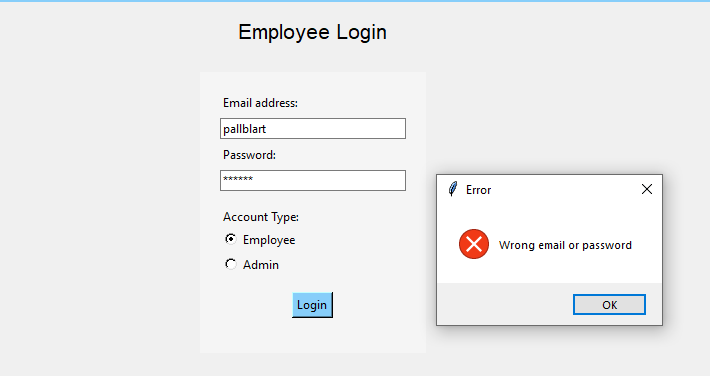 Employee Login
Email address:
pallblart
Password:
******
Account Type:
Employee
Admin
Login
Error
Wrong email or password
OK